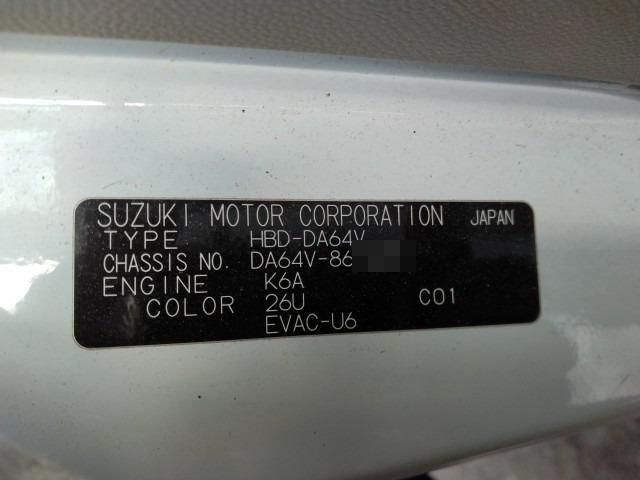 SUZUKI MOTOR CORPORATION JAPAN
TYPE HBD-DA64V
CHASSIS NO. DA64V-86
ENGINE K6A
COLOR 26U C01
EVAC-U6